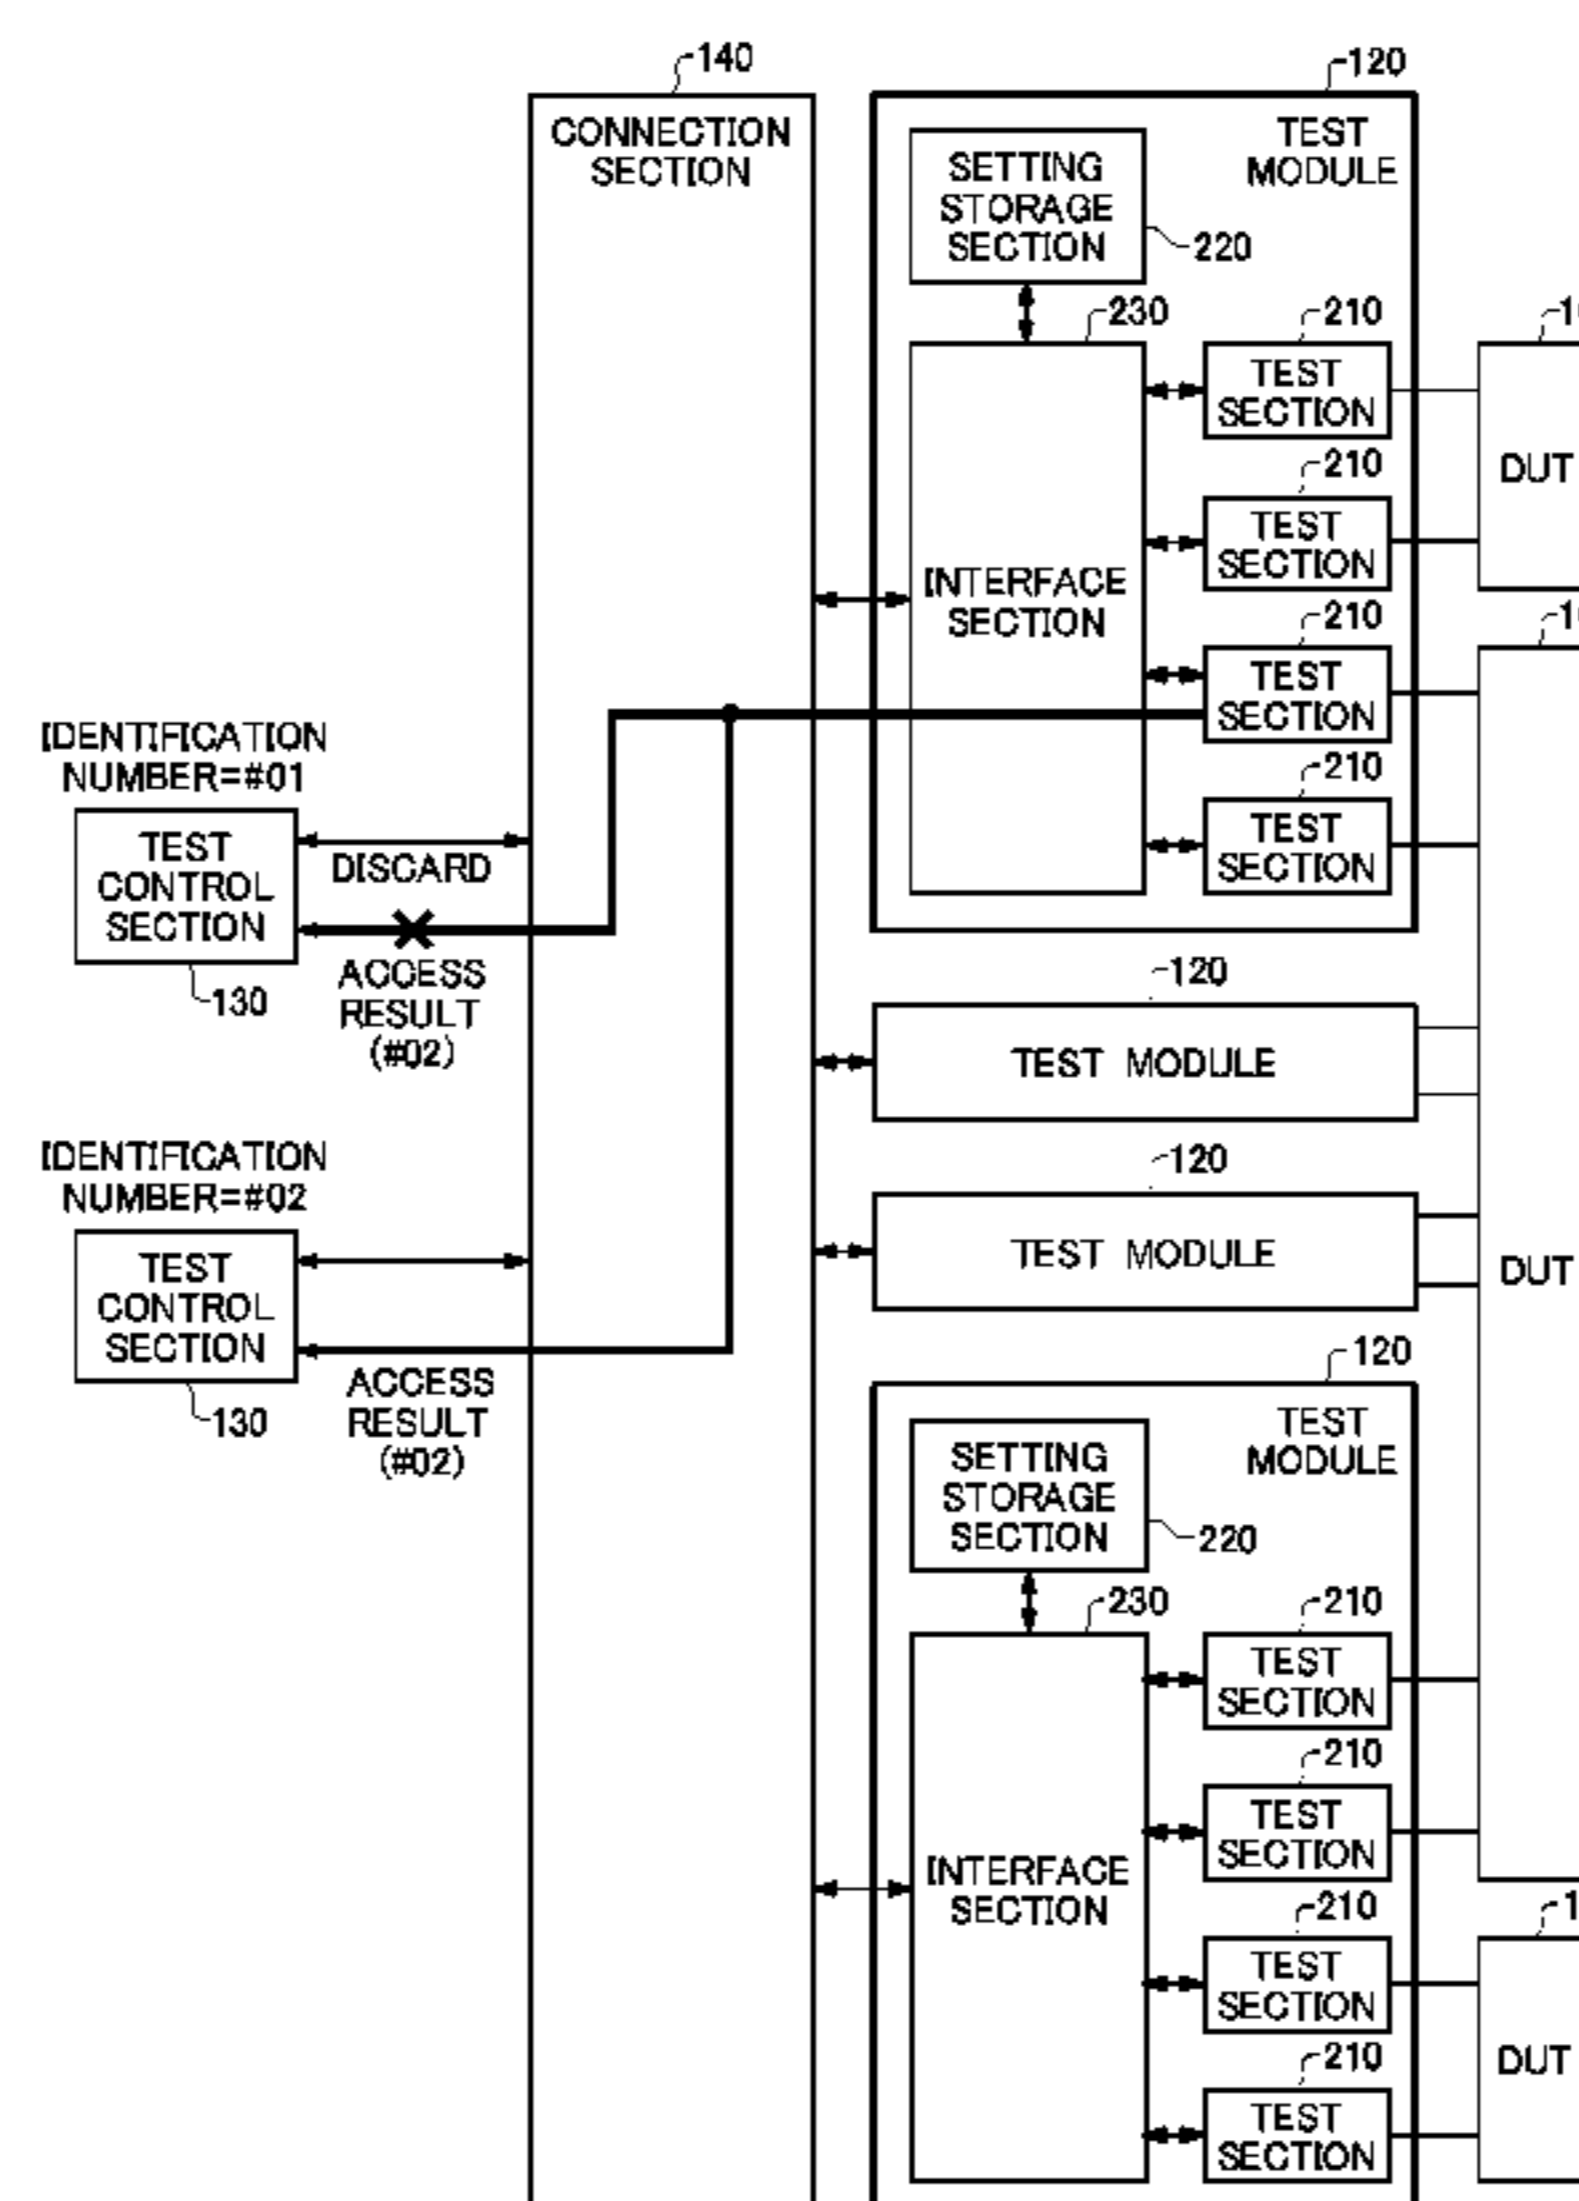 140
CONNECTION
SECTION
120
TEST
MODULE
SETTING
STORAGE
SECTION
220
230
INTERFACE
SECTION
210
TEST
SECTION
210
TEST
SECTION
210
TEST
SECTION
210
TEST
SECTION
DUT
IDENTIFICATION
NUMBER=#01
TEST
CONTROL
SECTION
130
DISCARD
ACCESS
RESULT
(#02)
120
TEST MODULE
120
TEST MODULE
DUT
IDENTIFICATION
NUMBER=#02
TEST
CONTROL
SECTION
130
ACCESS
RESULT
(#02)
120
TEST
MODULE
SETTING
STORAGE
SECTION
220
230
INTERFACE
SECTION
210
TEST
SECTION
210
TEST
SECTION
210
TEST
SECTION
210
TEST
SECTION
DUT